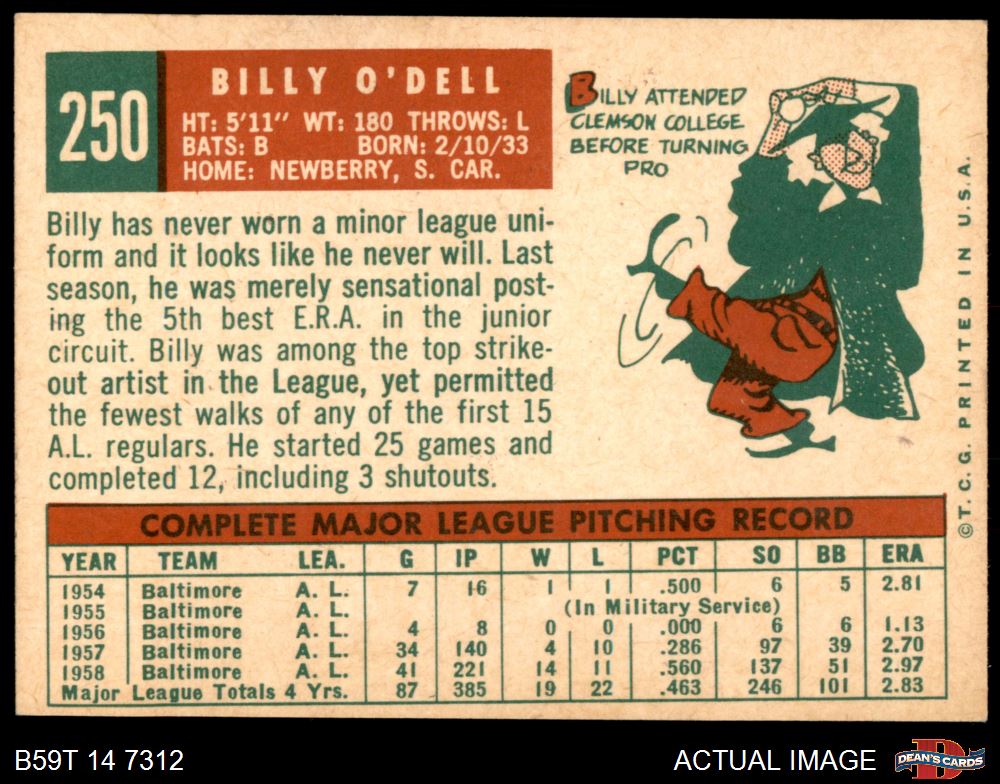 250
BILLY O'DELL
HT: 5'11" WT: 180 THROWS: L
BATS: B BORN: 2/10/33
HOME: NEWBERRY, S. CAR.
BILLY ATTENDED
CLEMSON COLLEGE
BEFORE TURNING
PRO
Billy has never worn a minor league uni-
form and it looks like he never will. Last
season, he was merely sensational post-
ing the 5th best E.R.A. in the junior
circuit. Billy was among the top strike-
out artist in the League, yet permitted
the fewest walks of any of the first 15
A.L. regulars. He started 25 games and
completed 12, including 3 shutouts.
©T.C.G. PRINTED IN U.S.A.
COMPLETE MAJOR LEAGUE PITCHING RECORD
YEAR TEAM LEA. G IP W L PCT SO BB ERA
1954 Baltimore A. L. 7 16 1 1 .500 6 5 2.81
1955 Baltimore A. L. (In Military Service)
1956 Baltimore A. L. 4 8 0 0 .000 6 6 1.13
1957 Baltimore A. L. 34 140 4 10 .286 97 39 2.70
1958 Baltimore A. L. 41 221 14 11 .560 137 51 2.97
Major League Totals 4 Yrs. 87 385 19 22 .463 246 101 2.83
B59T 14 7312
ACTUAL IMAGE
DEAN'S CARDS